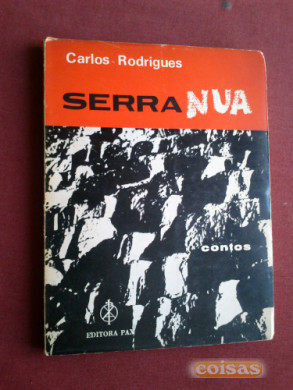 Carlos Rodrigues
SERRA NUA
contos
EDITORA PAX
coisas